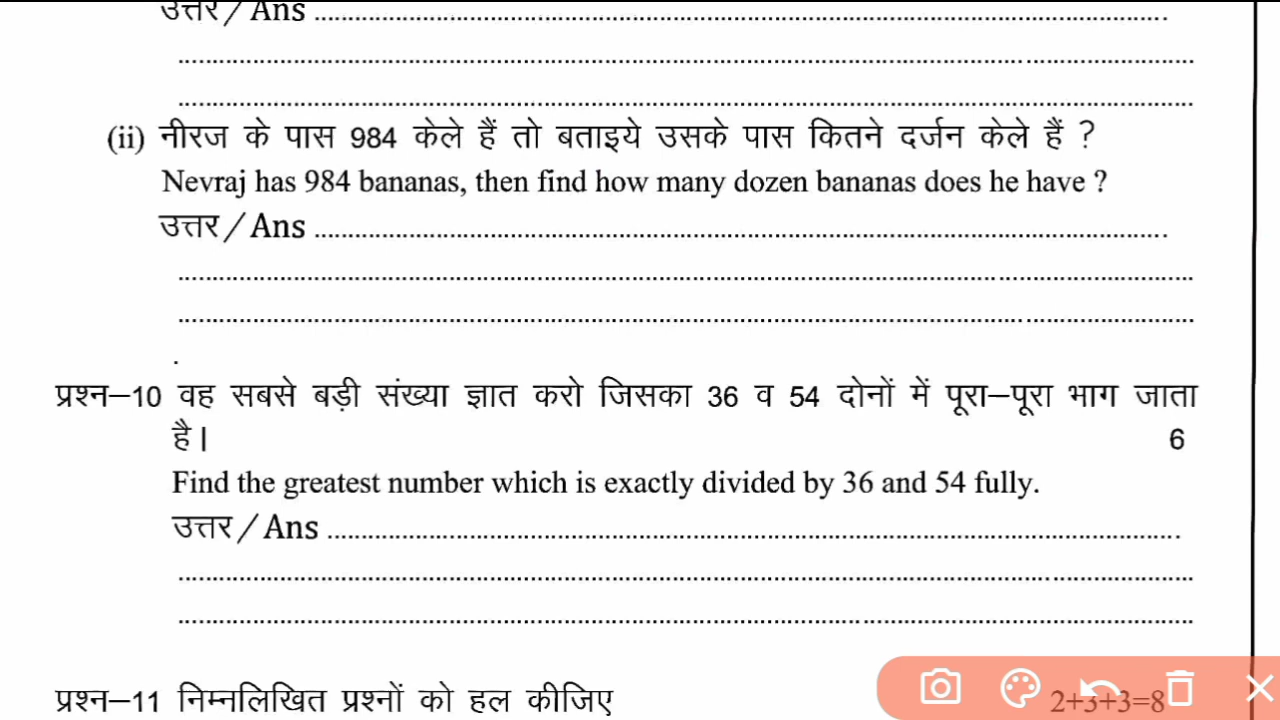 उत्तर/Ans ..........
(ii) नीरज के पास 984 केले हैं तो बताइये उसके पास कितने दर्जन केले हैं ?
Nevraj has 984 bananas, then find how many dozen bananas does he have ?
उत्तर/Ans ..........
प्रश्न–10 वह सबसे बड़ी संख्या ज्ञात करो जिसका 36 व 54 दोनों में पूरा–पूरा भाग जाता
है। 6
Find the greatest number which is exactly divided by 36 and 54 fully.
उत्तर/Ans ..........
प्रश्न–11 निम्नलिखित प्रश्नों को हल कीजिए 2+3+3=8